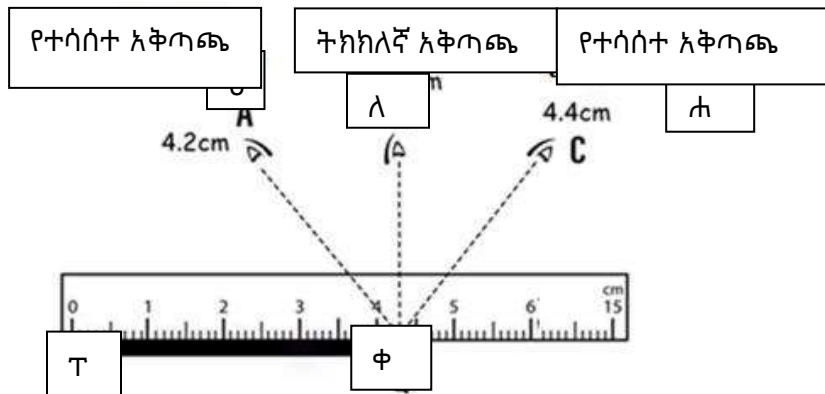 የተሳሰተ አቅጣጫ ትክክለኛ አቅጣጫ የተሳሰተ አቅጣጫ
ለ ሐ
A 4.4cm
4.2cm C
cm
0 1 2 3 4 5 6 15
ፐ ቀ